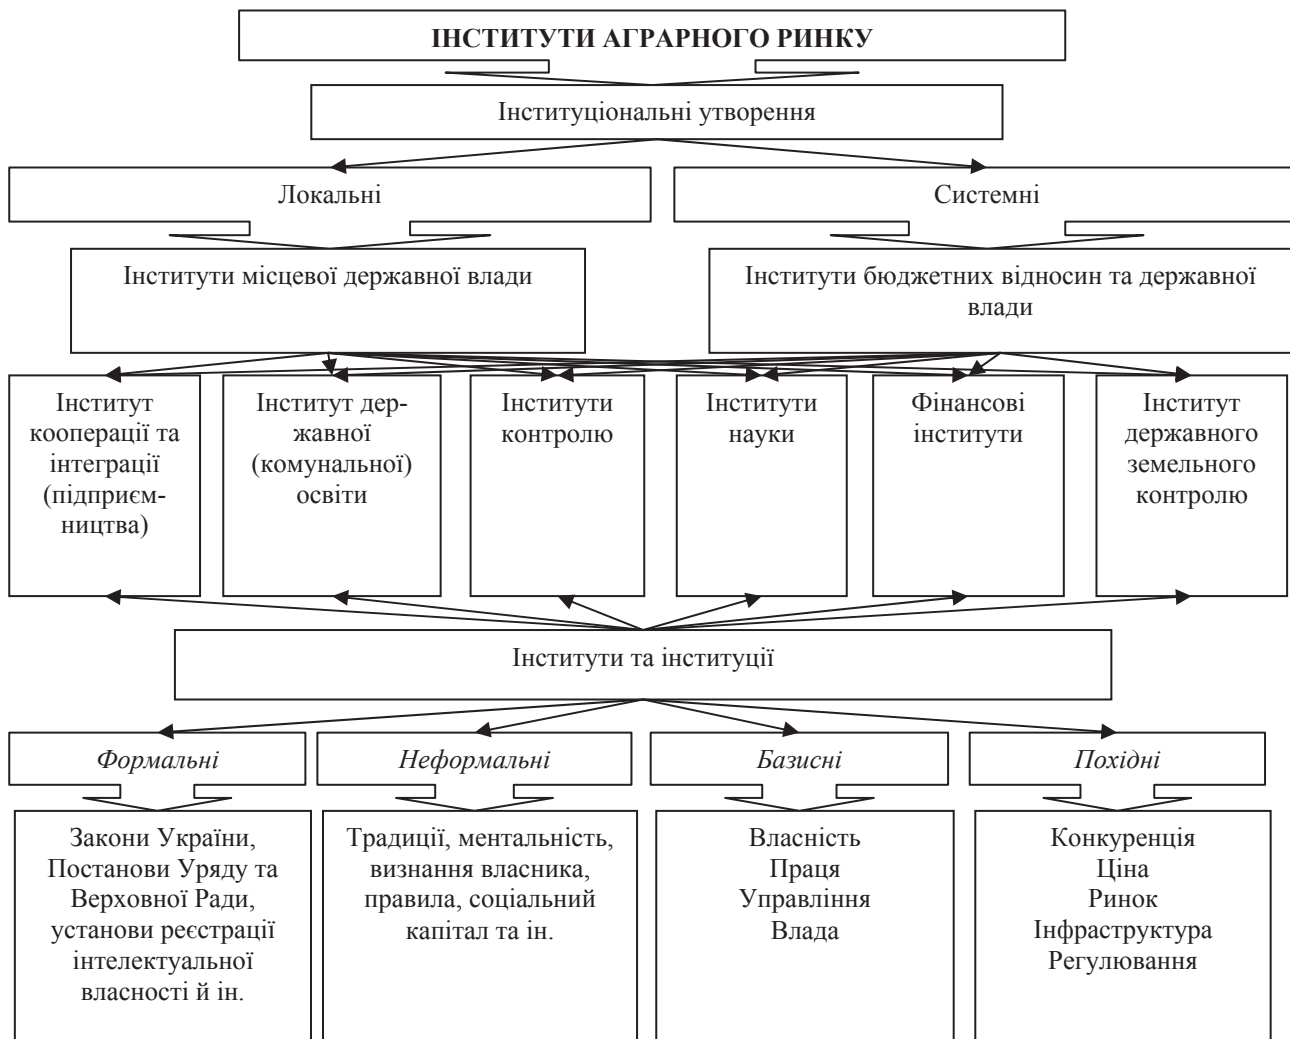 ІНСТИТУТИ АГРАРНОГО РИНКУ
Інституціональні утворення
Локальні
Системні
Інститути місцевої державної влади
Інститути бюджетних відносин та державної
влади
Інститут
кооперації та
інтеграції
(підприєм-
ництва)
Інститут дер-
жавної
(комунальної)
освіти
Інститути
контролю
Інститути
науки
Фінансові
інститути
Інститут
державного
земельного
контролю
Інститути та інституції
Формальні
Неформальні
Базисні
Похідні
Закони України,
Постанови Уряду та
Верховної Ради,
установи реєстрації
інтелектуальної
власності й ін.
Традиції, ментальність,
визнання власника,
правила, соціальний
капітал та ін.
Власність
Праця
Управління
Влада
Конкуренція
Ціна
Ринок
Інфраструктура
Регулювання